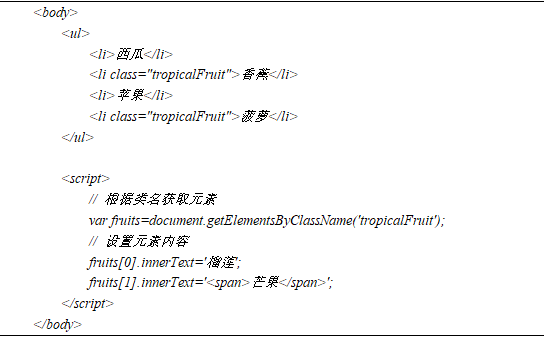 <body>
<ul>
<li>西瓜</li>
<li class="tropicalFruit">香蕉</li>
<li>苹果</li>
<li class="tropicalFruit">菠萝</li>
</ul>
<script>
// 根据类名获取元素
var fruits=document.getElementsByClassName('tropicalFruit');
// 设置元素内容
fruits[0].innerText='榴莲';
fruits[1].innerText='<span>芒果</span>';
</script>
</body>